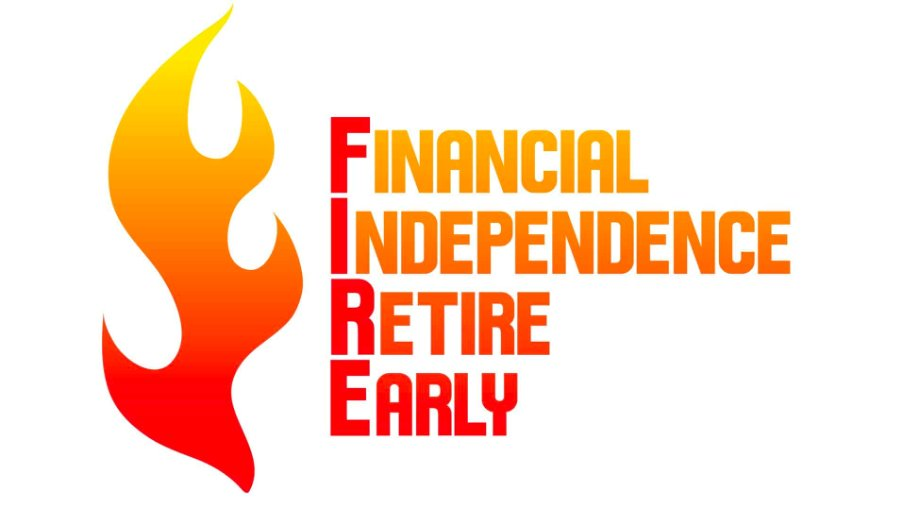 Financial
Independence
Retire
Early